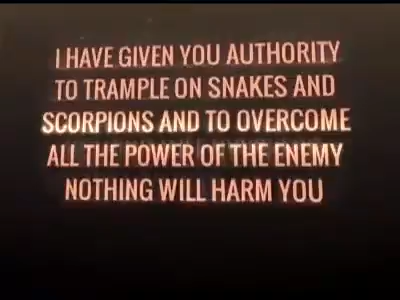 I HAVE GIVEN YOU AUTHORITY
TO TRAMPLE ON SNAKES AND
SCORPIONS AND TO OVERCOME
ALL THE POWER OF THE ENEMY
NOTHING WILL HARM YOU